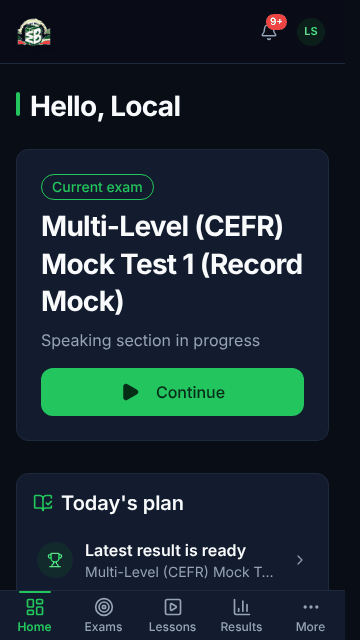 9+
LS
Hello, Local
Current exam
Multi-Level (CEFR)
Mock Test 1 (Record
Mock)
Speaking section in progress
Continue
Today's plan
Latest result is ready
Multi-Level (CEFR) Mock T...
Home
Exams
Lessons
Results
More